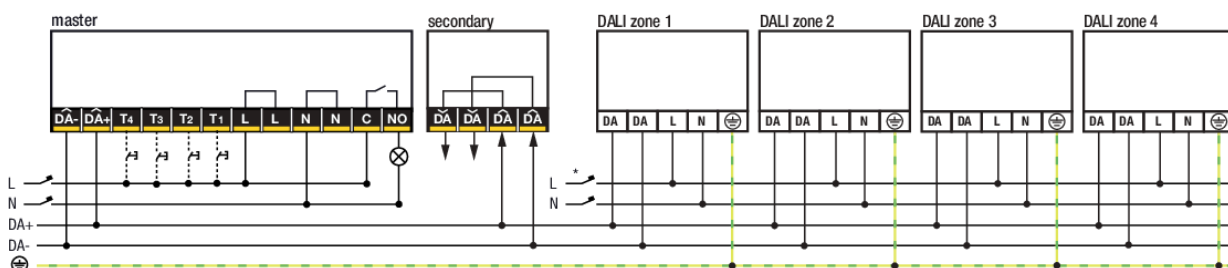 master secondary DALI zone 1 DALI zone 2 DALI zone 3 DALI zone 4
DA- DA+ T4 T3 T2 T1 L L N N C NO DA DA DA DA DA DA L N DA DA L N DA DA L N DA DA L N
L L *
N N
DA+
DA-